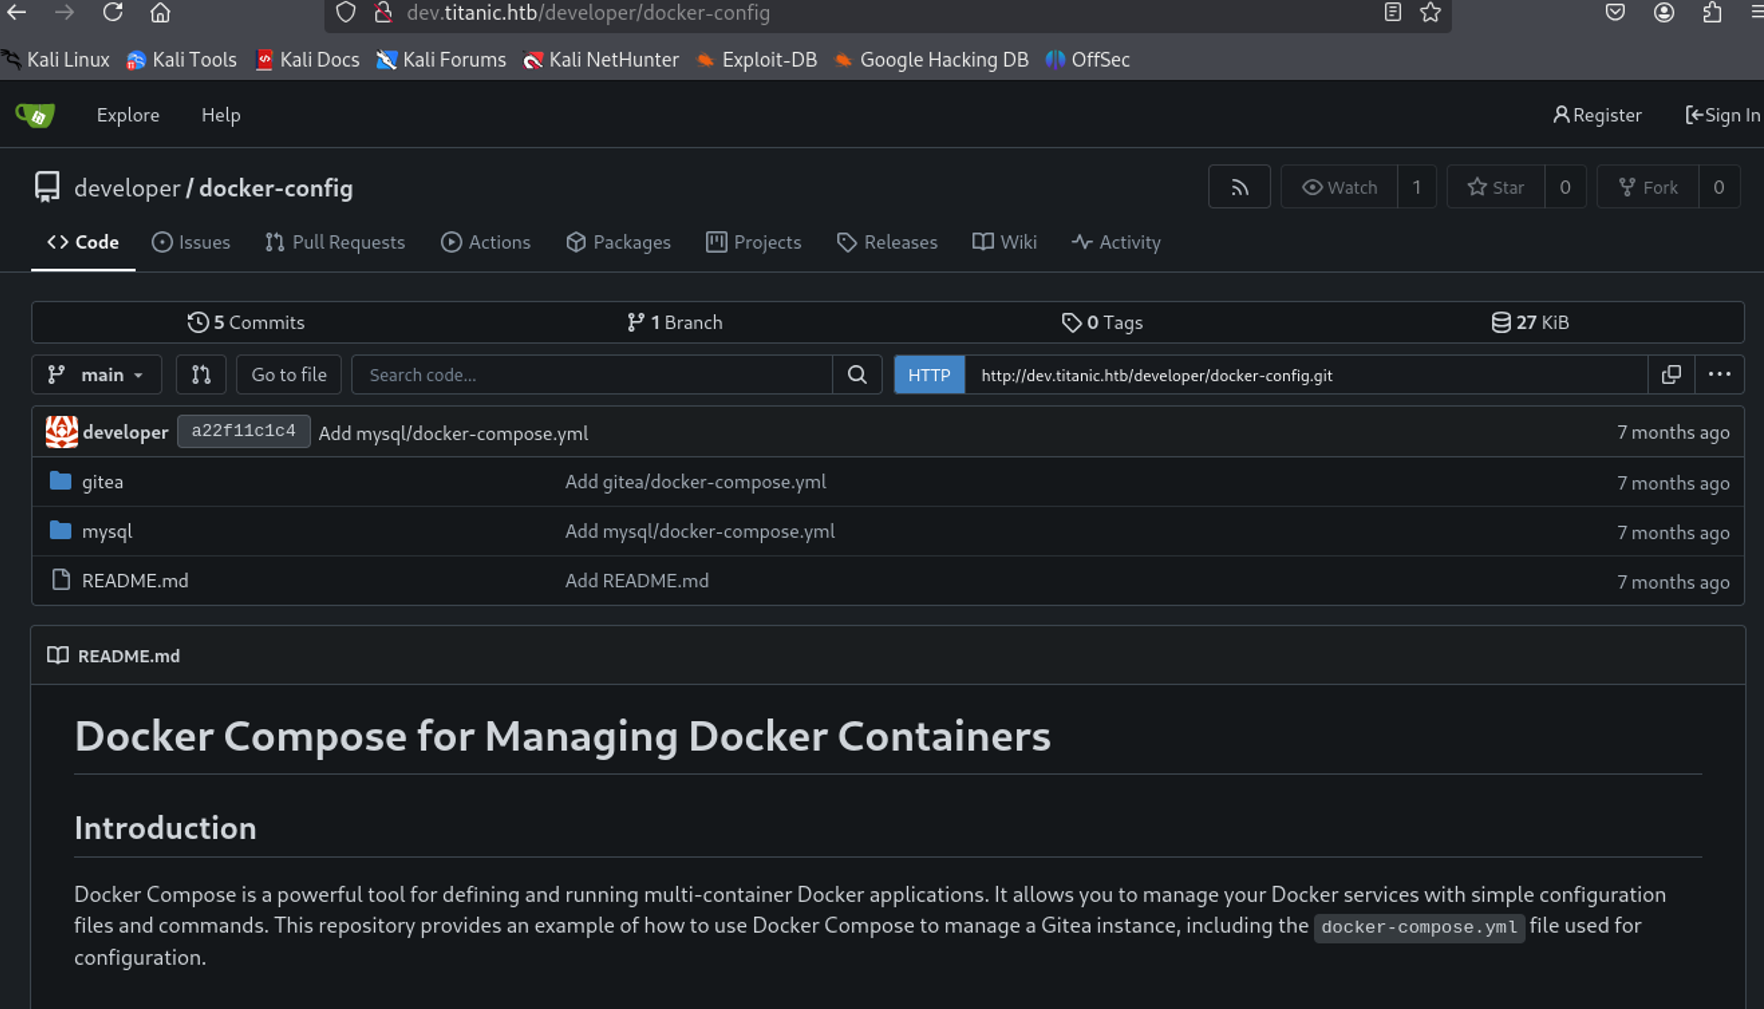 dev.titanic.htb/developer/docker-config
Kali Linux Kali Tools Kali Docs Kali Forums Kali NetHunter Exploit-DB Google Hacking DB OffSec
Explore Help Register Sign In
developer / docker-config Watch 1 Star 0 Fork 0
Code Issues Pull Requests Actions Packages Projects Releases Wiki Activity
5 Commits 1 Branch 0 Tags 27 KiB
main Go to file Search code... HTTP http://dev.titanic.htb/developer/docker-config.git
developer a22f11c1c4 Add mysql/docker-compose.yml 7 months ago
gitea Add gitea/docker-compose.yml 7 months ago
mysql Add mysql/docker-compose.yml 7 months ago
README.md Add README.md 7 months ago
README.md
Docker Compose for Managing Docker Containers
Introduction
Docker Compose is a powerful tool for defining and running multi-container Docker applications. It allows you to manage your Docker services with simple configuration
files and commands. This repository provides an example of how to use Docker Compose to manage a Gitea instance, including the docker-compose.yml file used for
configuration.